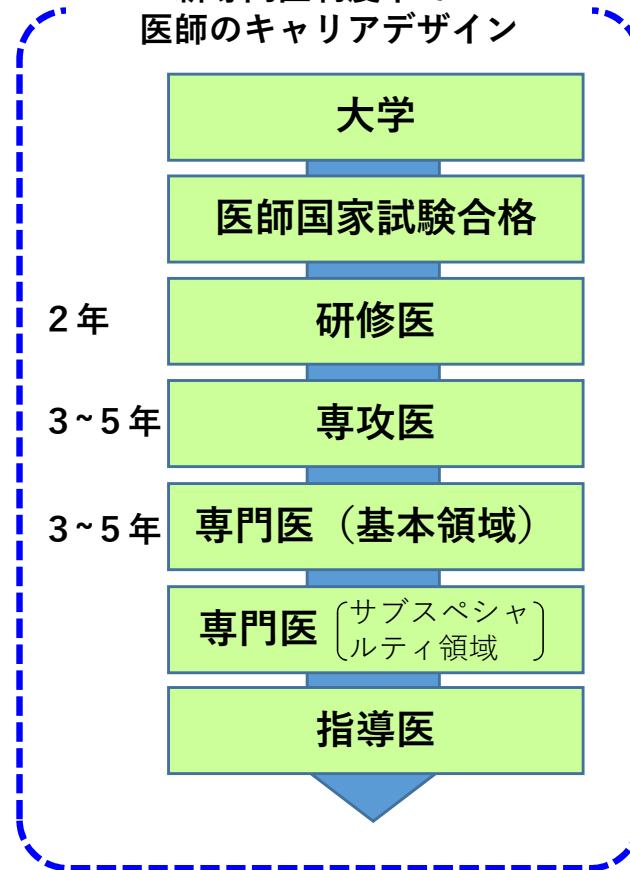 医師のキャリアデザイン
大学
医師国家試験合格
2年
研修医
3~5年
専攻医
3~5年
専門医（基本領域）
専門医（サブスペシャ
ルティ領域）
指導医